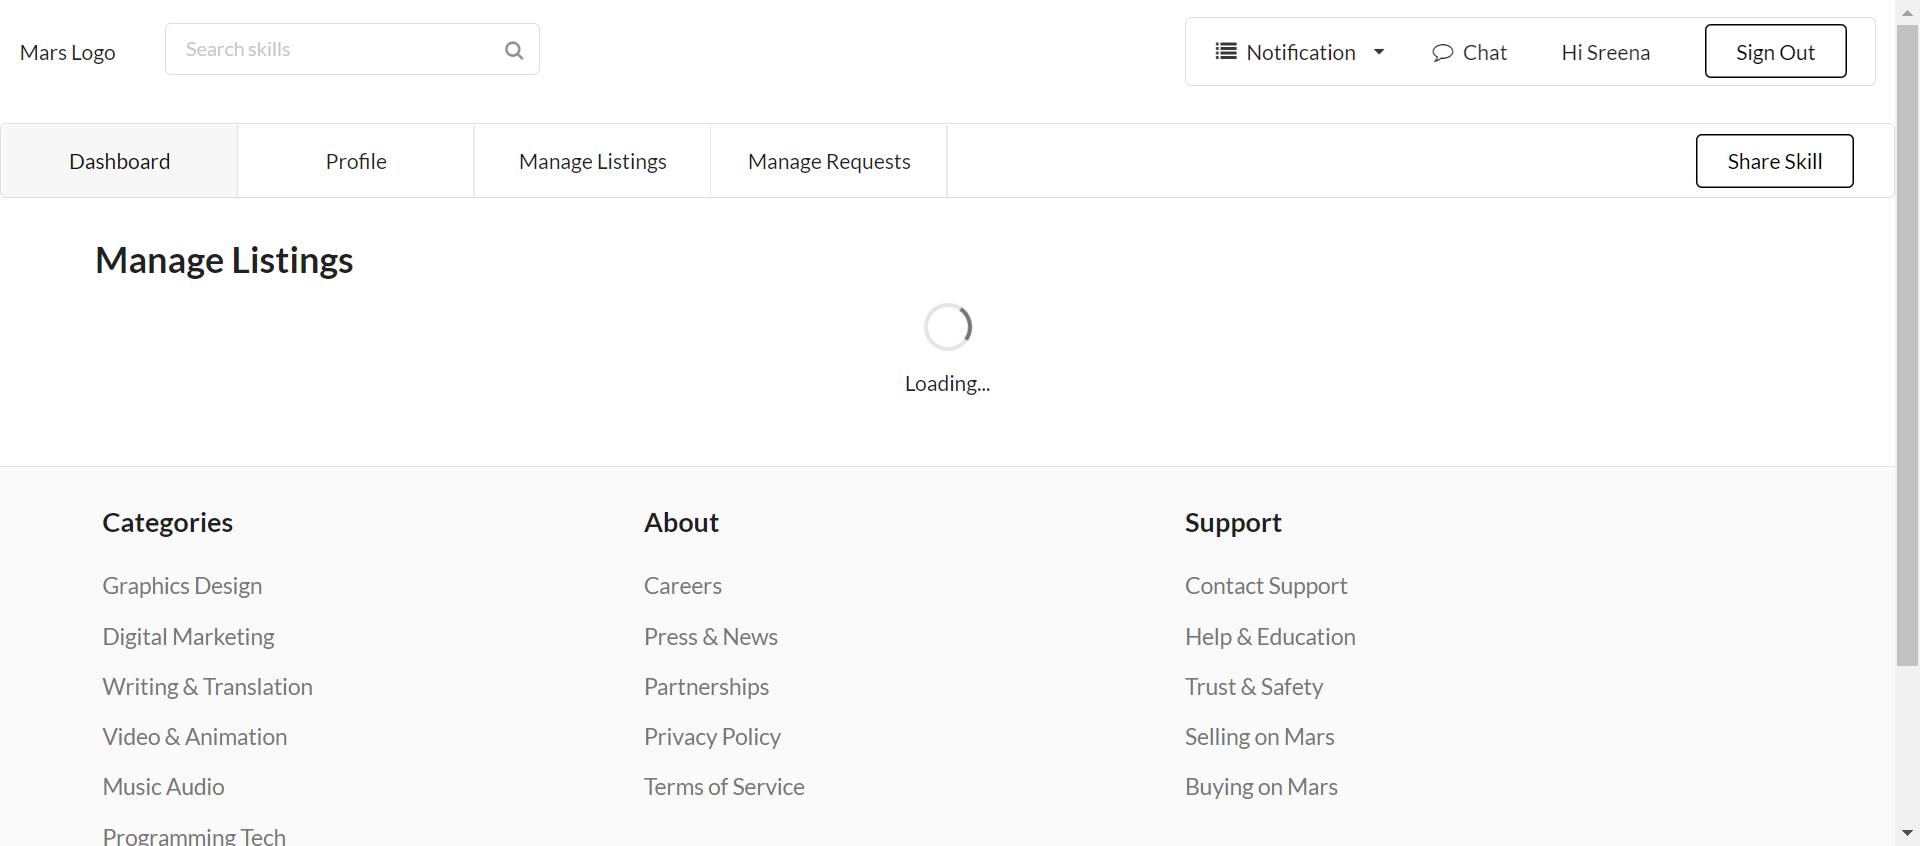 Mars Logo
Search skills
Notification
Chat
Hi Sreena
Sign Out
Dashboard
Profile
Manage Listings
Manage Requests
Share Skill
Manage Listings
Loading...
Categories
Graphics Design
Digital Marketing
Writing & Translation
Video & Animation
Music Audio
Programming Tech
About
Careers
Press & News
Partnerships
Privacy Policy
Terms of Service
Support
Contact Support
Help & Education
Trust & Safety
Selling on Mars
Buying on Mars